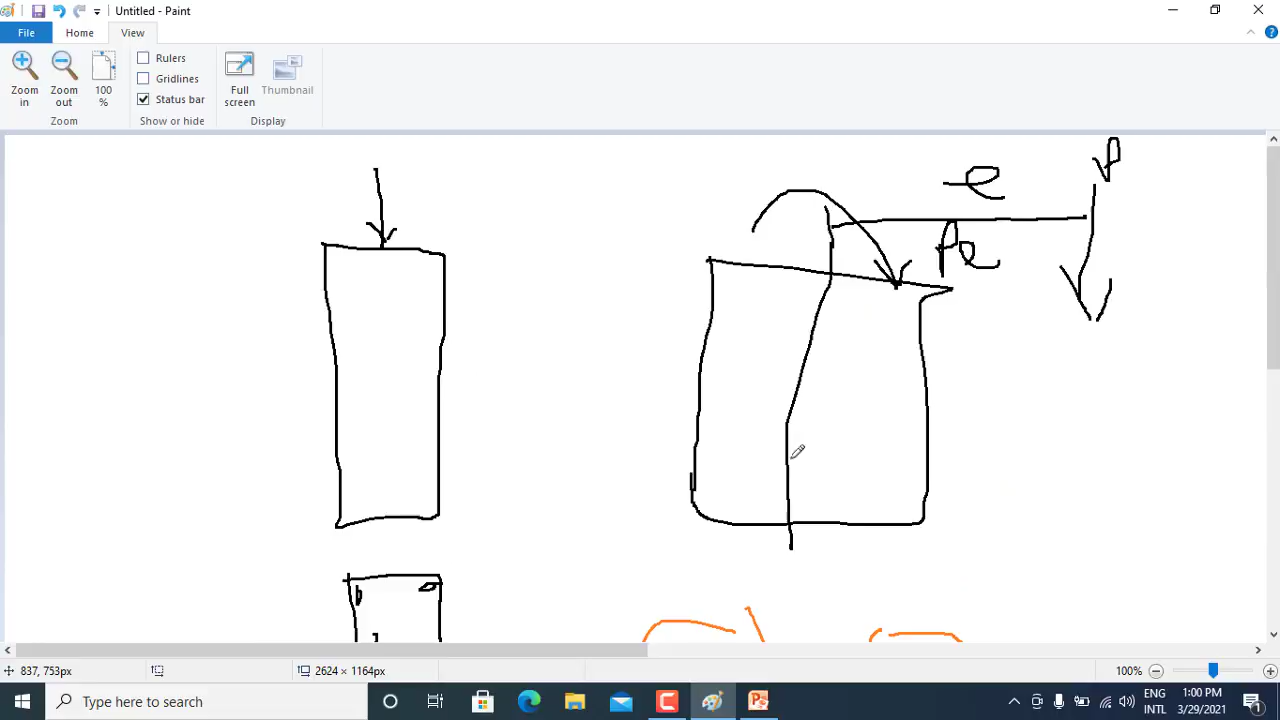 Untitled - Paint
File
Home
View
Zoom in
Zoom out
100 %
Rulers
Gridlines
Status bar
Full screen
Thumbnail
Zoom
Show or hide
Display
P
e
Pe
837, 753px
2624 × 1164px
100%
Type here to search
ENG
INTL
1:00 PM
3/29/2021